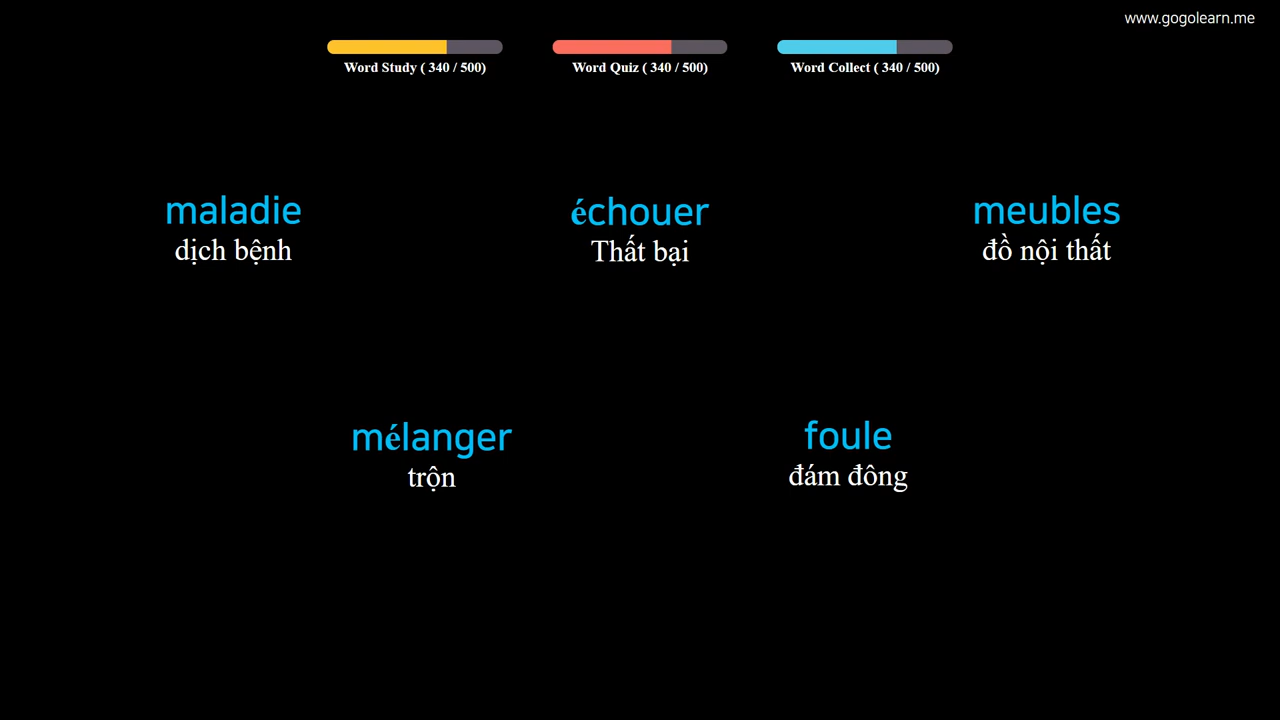 www.gogolearn.me
Word Study ( 340 / 500)
Word Quiz ( 340 / 500)
Word Collect ( 340 / 500)
maladie
dịch bệnh
échouer
Thất bại
meubles
đồ nội thất
mélanger
trộn
foule
đám đông